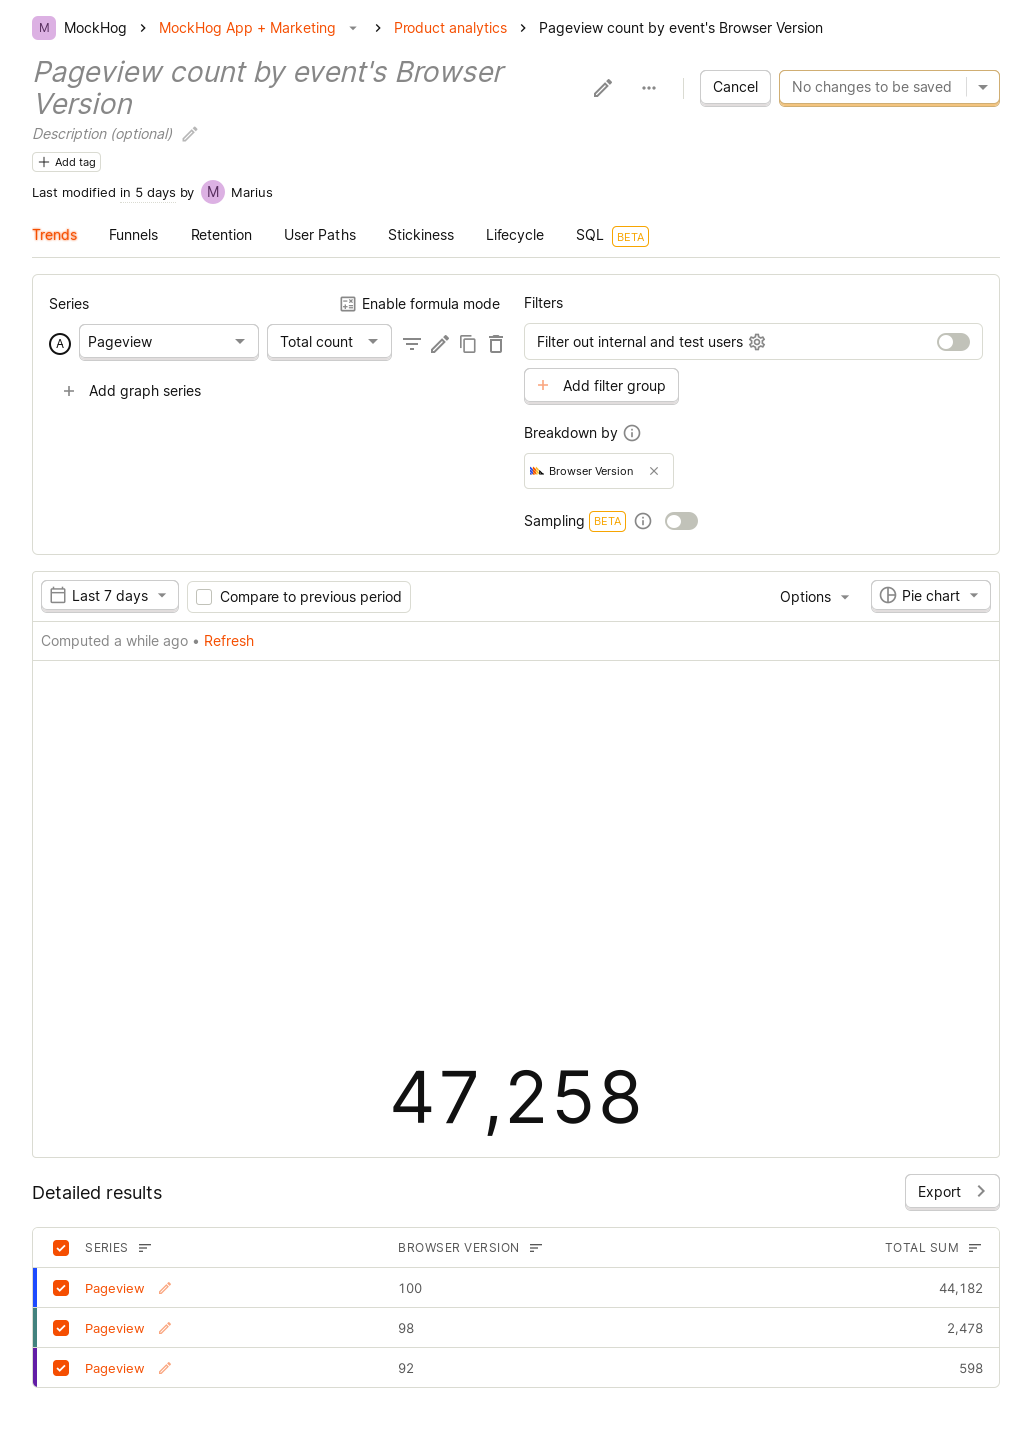 M MockHog > MockHog App + Marketing > Product analytics > Pageview count by event's Browser Version
Pageview count by event's Browser
Version
Cancel
No changes to be saved
Description (optional)
+ Add tag
Last modified in 5 days by M Marius
Trends Funnels Retention User Paths Stickiness Lifecycle SQL BETA
Series
Enable formula mode
A Pageview Total count
+ Add graph series
Filters
Filter out internal and test users
+ Add filter group
Breakdown by
Browser Version
Sampling BETA
Last 7 days Compare to previous period Options Pie chart
Computed a while ago • Refresh
47,258
Detailed results Export
SERIES BROWSER VERSION TOTAL SUM
Pageview 100 44,182
Pageview 98 2,478
Pageview 92 598